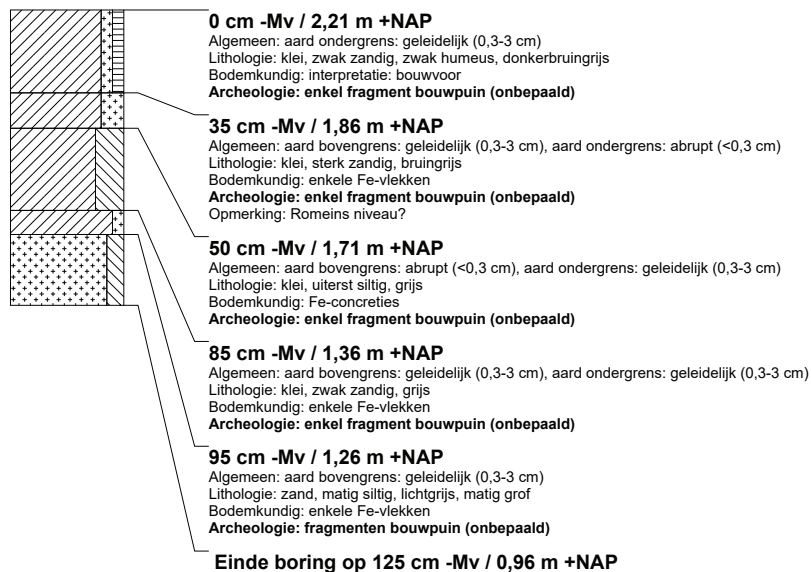 0 cm -Mv / 2,21 m +NAP
Algemeen: aard ondergrens: geleidelijk (0,3-3 cm)
Lithologie: klei, zwak zandig, zwak humeus, donkerbruingrijs
Bodemkundig: interpretatie: bouwvoor
Archeologie: enkel fragment bouwpuin (onbepaald)
35 cm -Mv / 1,86 m +NAP
Algemeen: aard bovengrens: geleidelijk (0,3-3 cm), aard ondergrens: abrupt (<0,3 cm)
Lithologie: klei, sterk zandig, bruingrijs
Bodemkundig: enkele Fe-vlekken
Archeologie: enkel fragment bouwpuin (onbepaald)
Opmerking: Romeins niveau?
50 cm -Mv / 1,71 m +NAP
Algemeen: aard bovengrens: abrupt (<0,3 cm), aard ondergrens: geleidelijk (0,3-3 cm)
Lithologie: klei, uiterst siltig, grijs
Bodemkundig: Fe-concreties
Archeologie: enkel fragment bouwpuin (onbepaald)
85 cm -Mv / 1,36 m +NAP
Algemeen: aard bovengrens: geleidelijk (0,3-3 cm), aard ondergrens: geleidelijk (0,3-3 cm)
Lithologie: klei, zwak zandig, grijs
Bodemkundig: enkele Fe-vlekken
Archeologie: enkel fragment bouwpuin (onbepaald)
95 cm -Mv / 1,26 m +NAP
Algemeen: aard bovengrens: geleidelijk (0,3-3 cm)
Lithologie: zand, matig siltig, lichtgrijs, matig grof
Bodemkundig: enkele Fe-vlekken
Archeologie: fragmenten bouwpuin (onbepaald)
Einde boring op 125 cm -Mv / 0,96 m +NAP